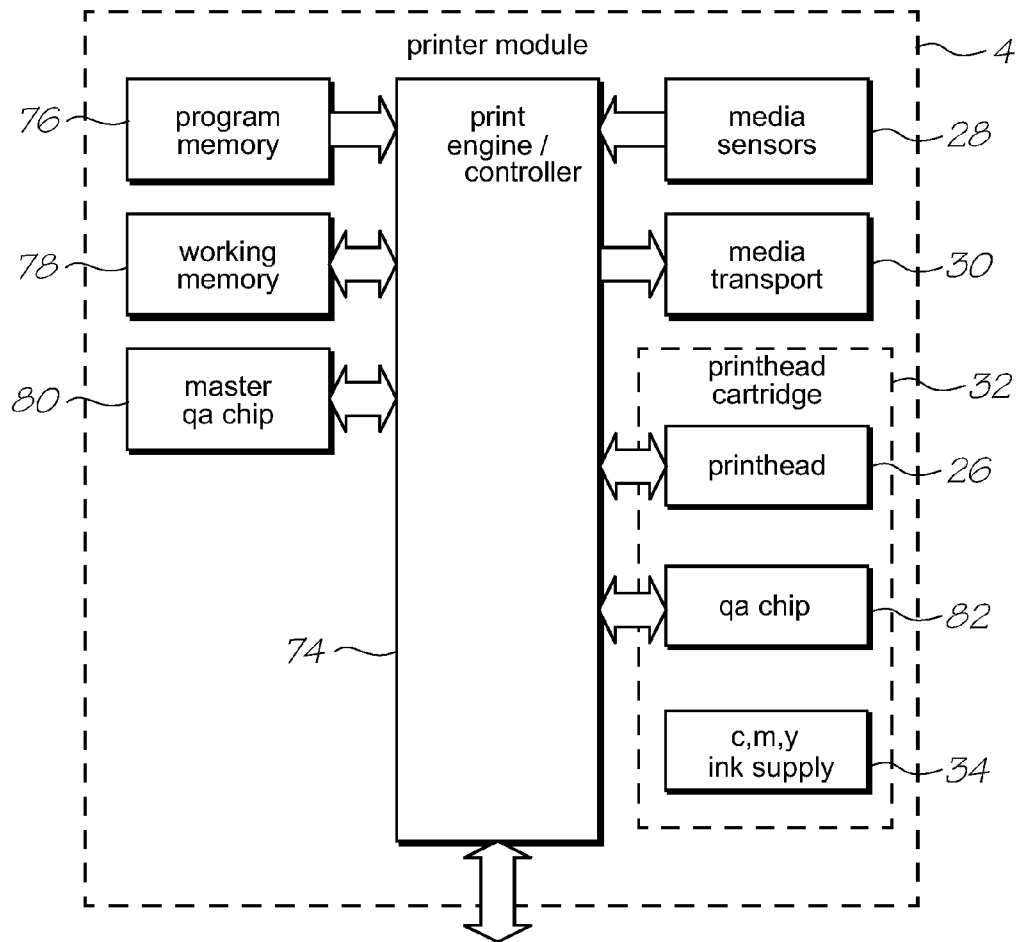 printer module
4
76
program
memory
print
engine /
controller
media
sensors
28
78
working
memory
media
transport
30
80
master
qa chip
printhead
cartridge
32
printhead
26
74
qa chip
82
c,m,y
ink supply
34